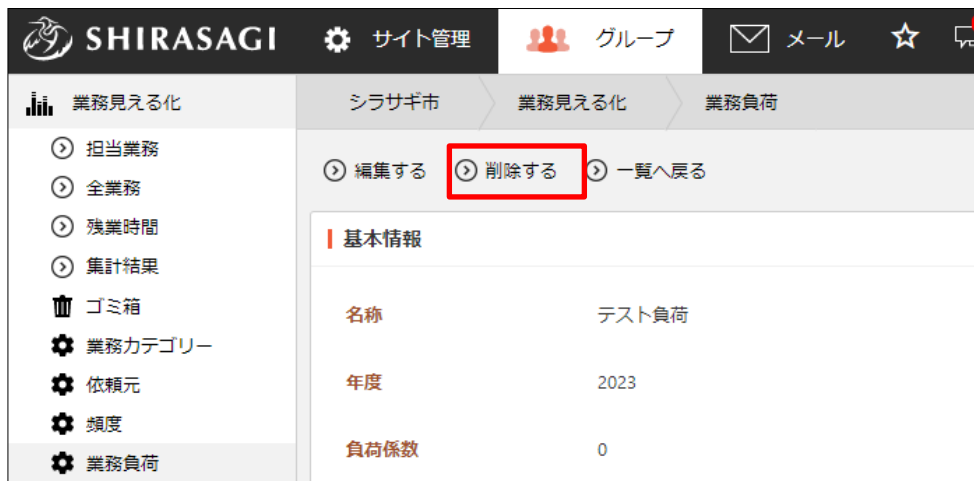 SHIRASAGI サイト管理 グループ メール
業務見える化
シラサギ市 業務見える化 業務負荷
担当業務
全業務
残業時間
集計結果
ゴミ箱
業務カテゴリー
依頼元
頻度
業務負荷
編集する 削除する 一覧へ戻る
基本情報
名称 テスト負荷
年度 2023
負荷係数 0